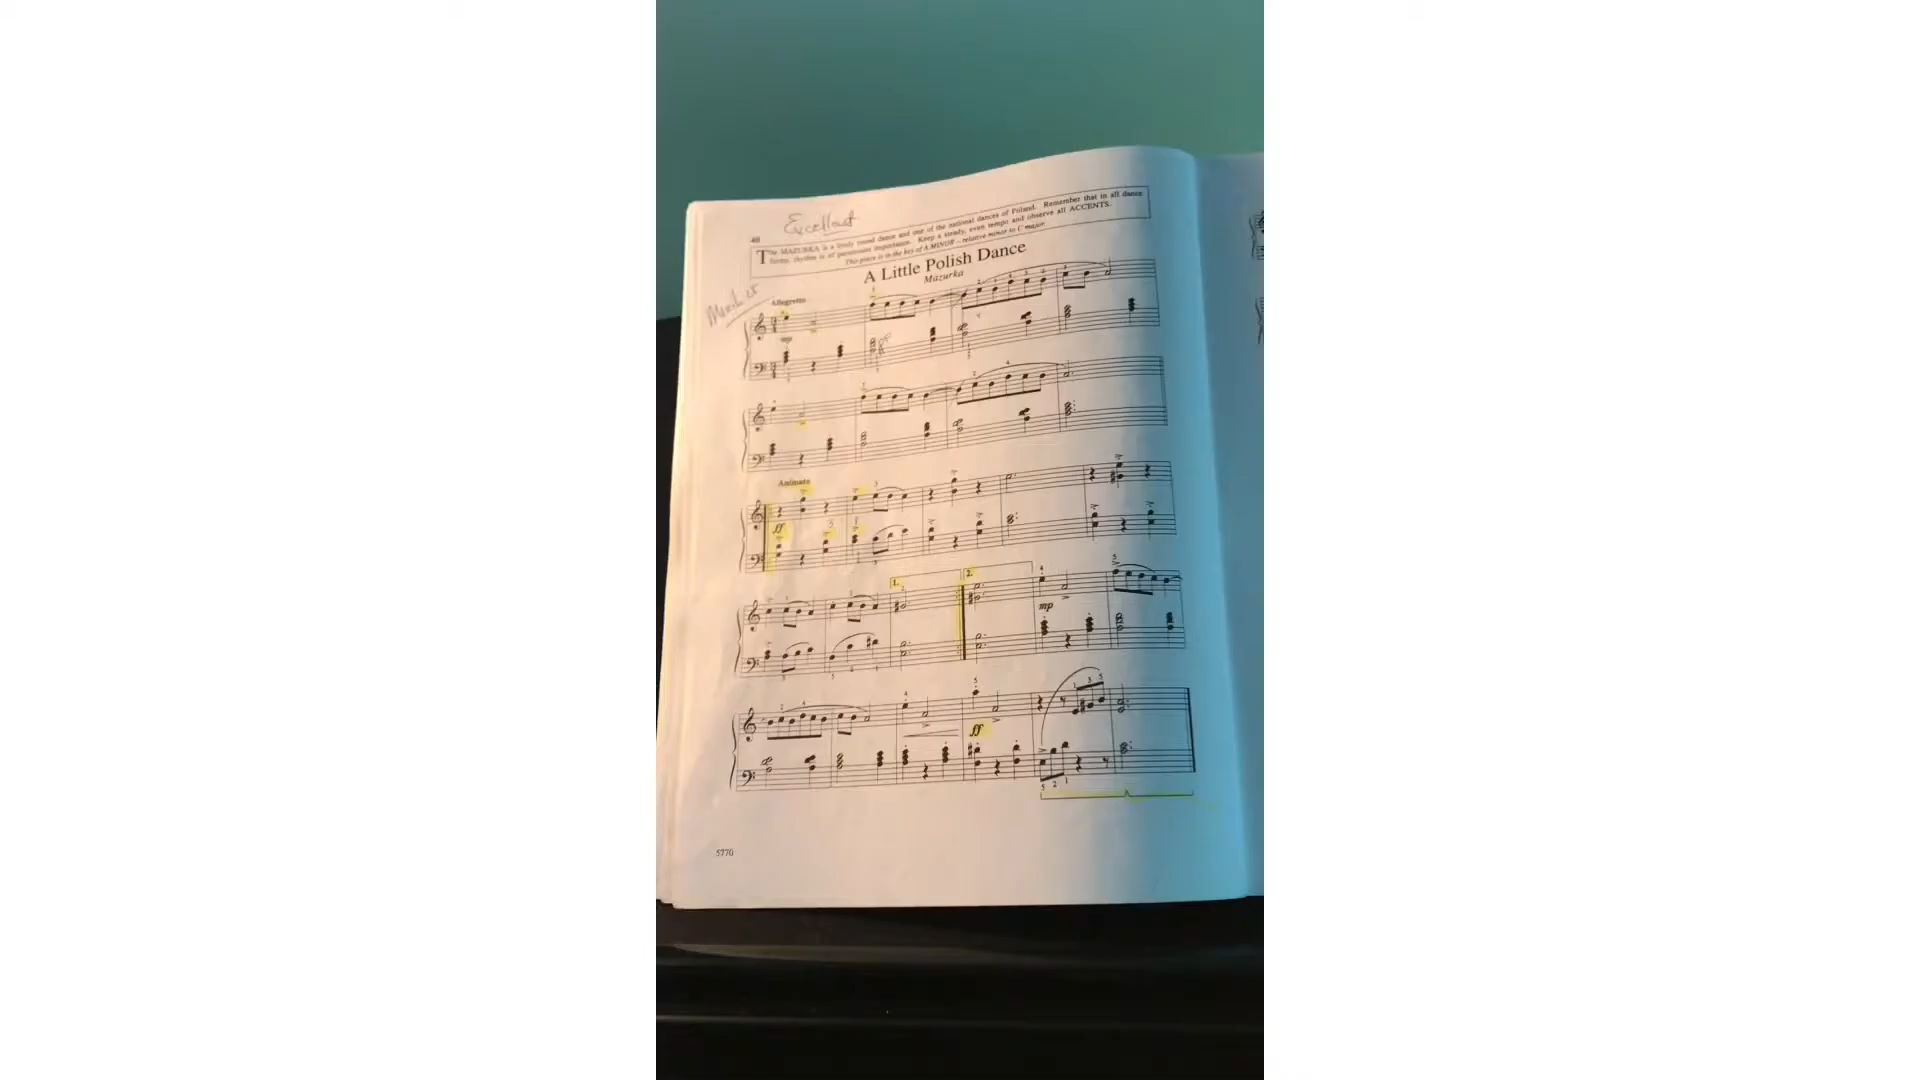 Excellent
48
The MAZURKA is a lively round dance and one of the national dances of Poland. Remember that in all dance
forms, rhythm is of paramount importance. Keep a steady, even tempo and observe all ACCENTS.
This piece is in the key of A MINOR – relative minor to C major
A Little Polish Dance
Mazurka
Allegretto
mp
Animato
ff
1.
2.
mp
ff
5770